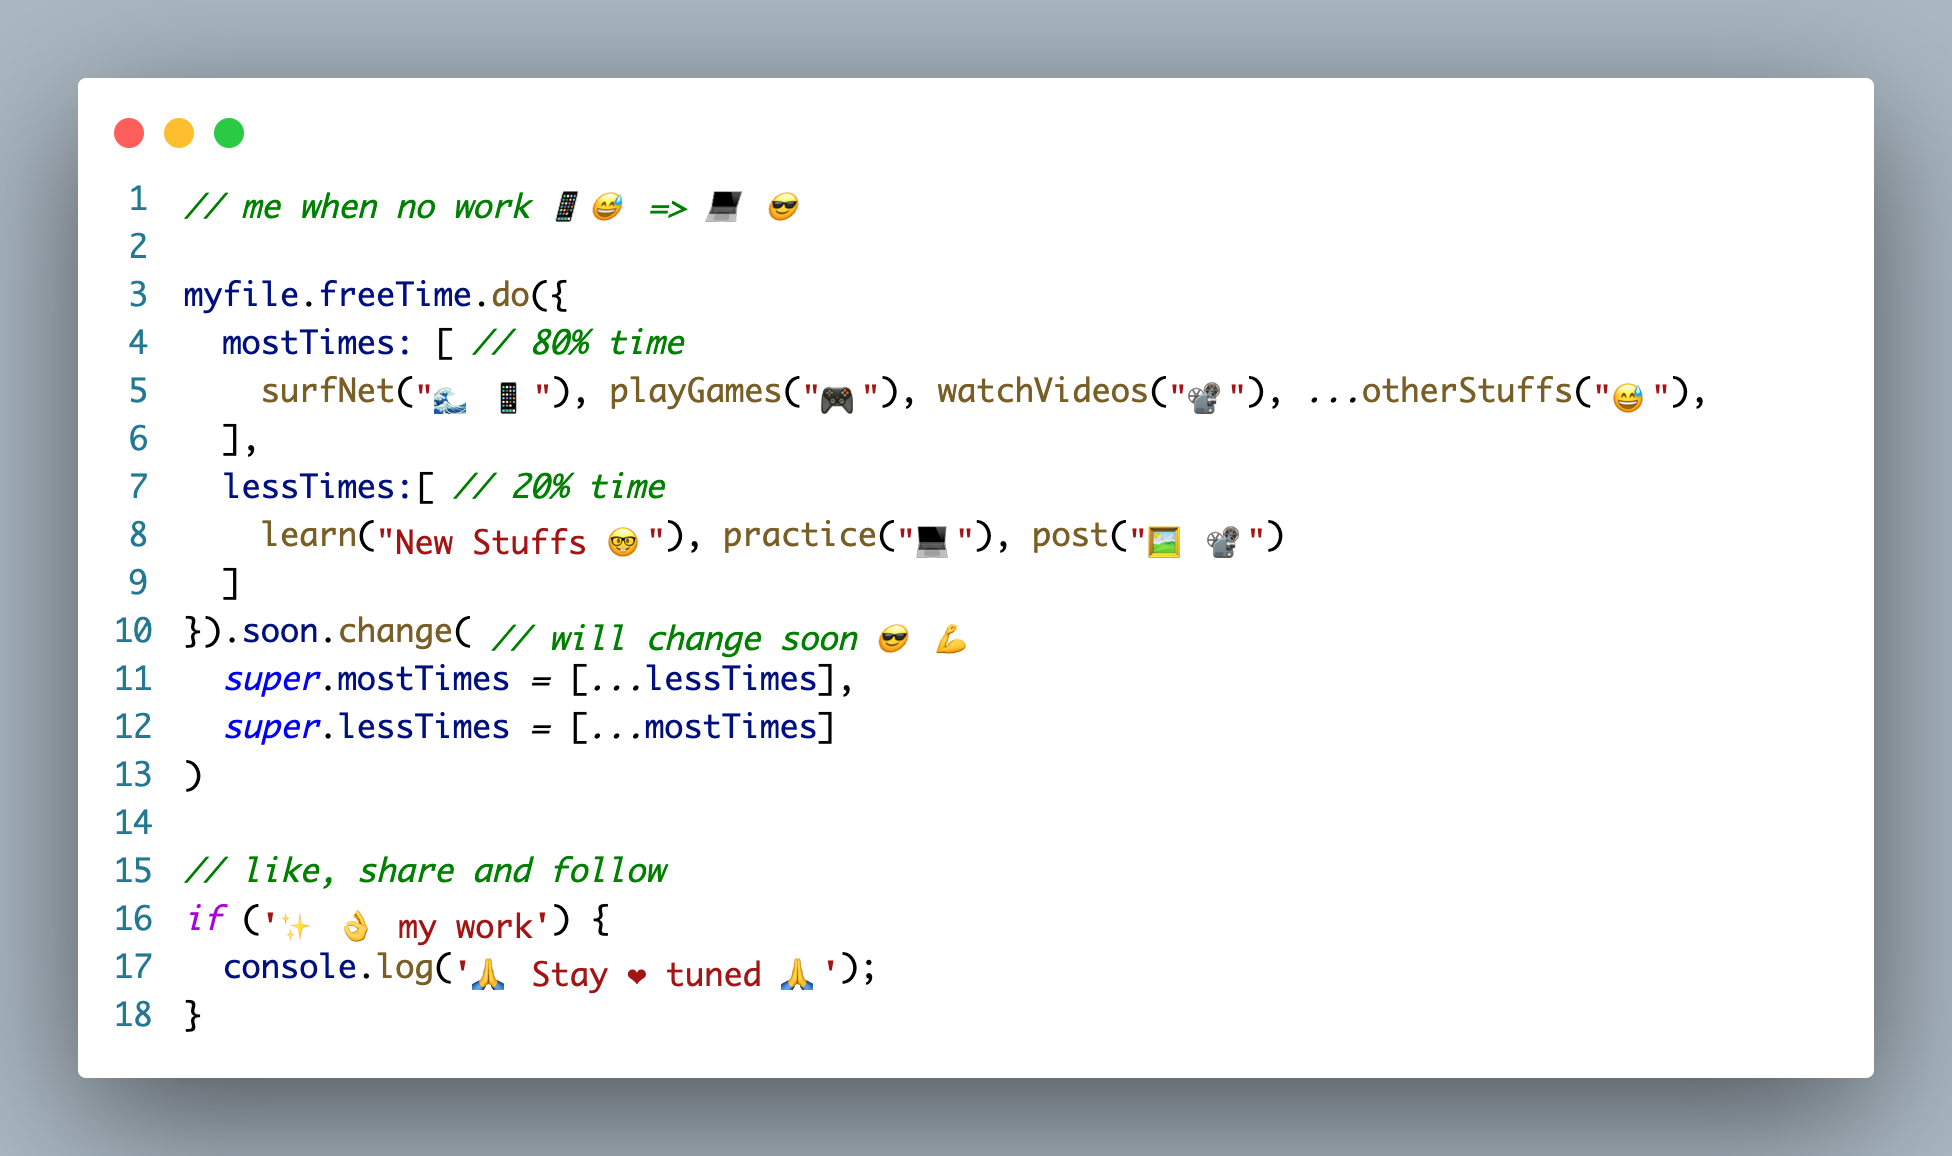 1 // me when no work 📱😅 => 💻 😎
2
3 myfile.freeTime.do({
4   mostTimes: [ // 80% time
5     surfNet("🌊 📱"), playGames("🎮"), watchVideos("📽️"), ...otherStuffs("😅"),
6   ],
7   lessTimes:[ // 20% time
8     learn("New Stuffs 🤓"), practice("💻"), post("🖼️ 📽️")
9   ]
10 }).soon.change( // will change soon 😎 💪
11   super.mostTimes = [...lessTimes],
12   super.lessTimes = [...mostTimes]
13 )
14
15 // like, share and follow
16 if ('✨ 👌 my work') {
17   console.log('🙏 Stay ❤ tuned 🙏');
18 }